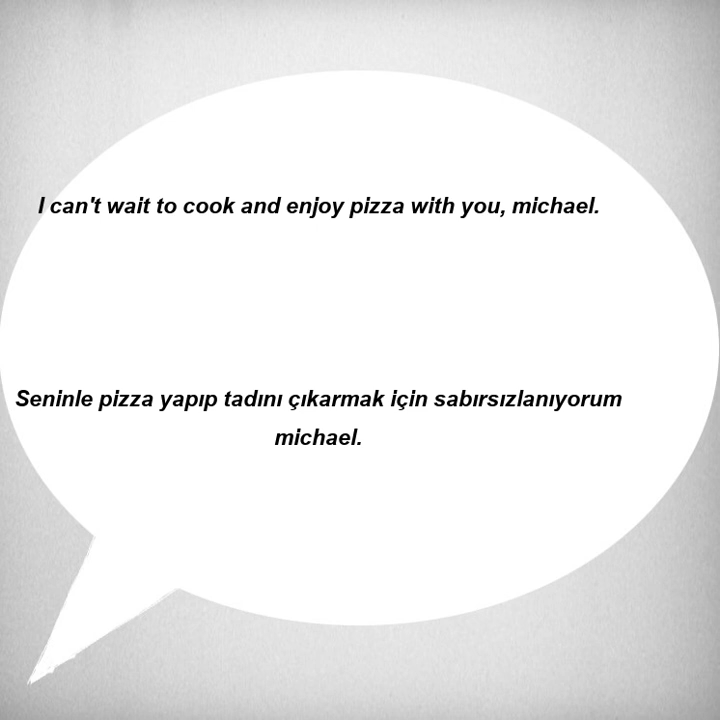 I can't wait to cook and enjoy pizza with you, michael.
Seninle pizza yapıp tadını çıkarmak için sabırsızlanıyorum
michael.